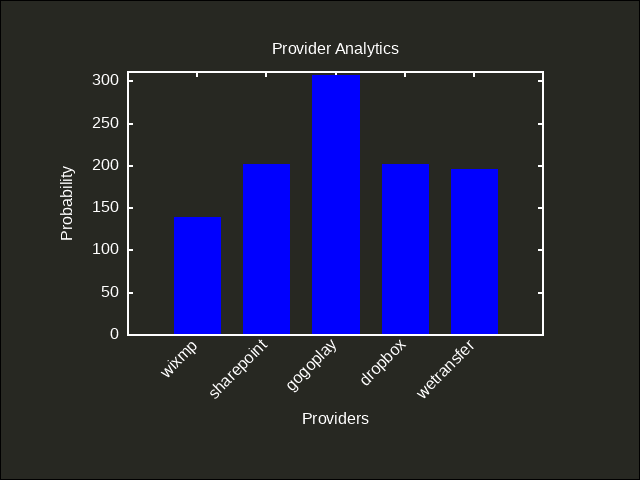 Provider Analytics
300
250
200
150
100
50
0
Probability
wixmp
sharepoint
gogoplay
dropbox
wetransfer
Providers